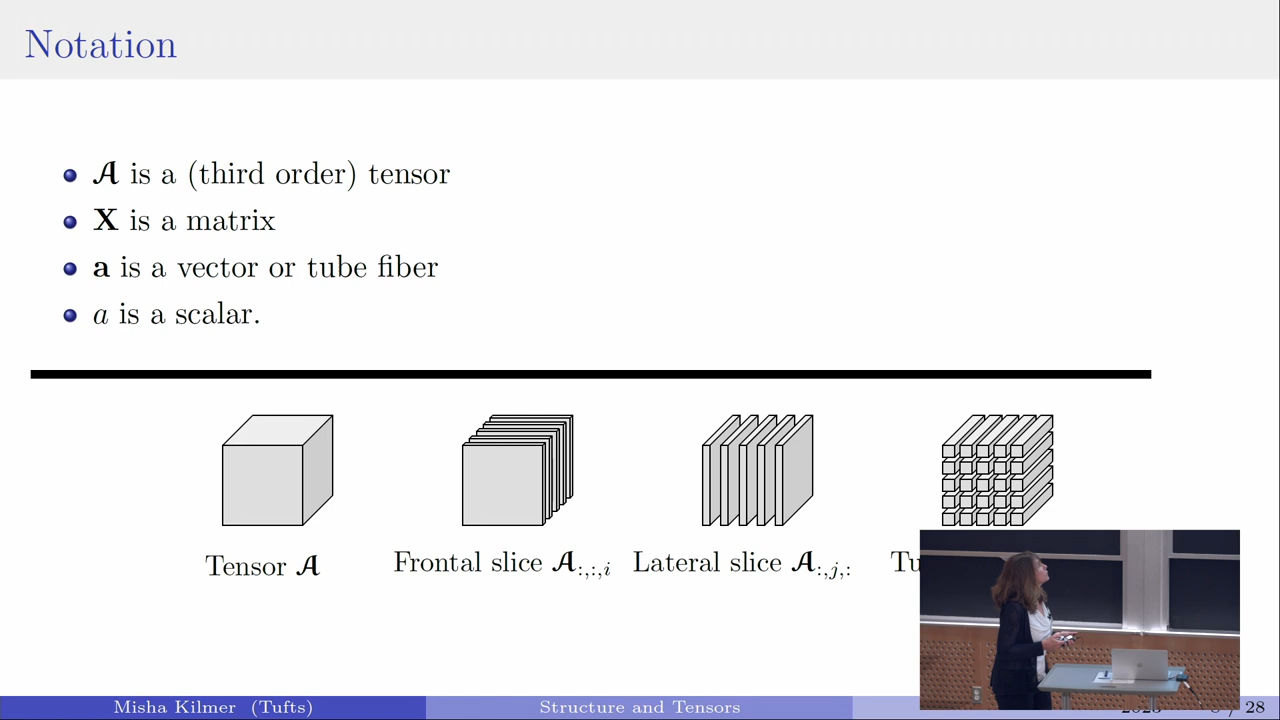 Notation
𝓐 is a (third order) tensor
𝐗 is a matrix
𝐚 is a vector or tube fiber
𝑎 is a scalar.
Tensor 𝓐
Frontal slice 𝓐:,:,i
Lateral slice 𝓐:,j,:
Misha Kilmer (Tufts)
Structure and Tensors
/ 28